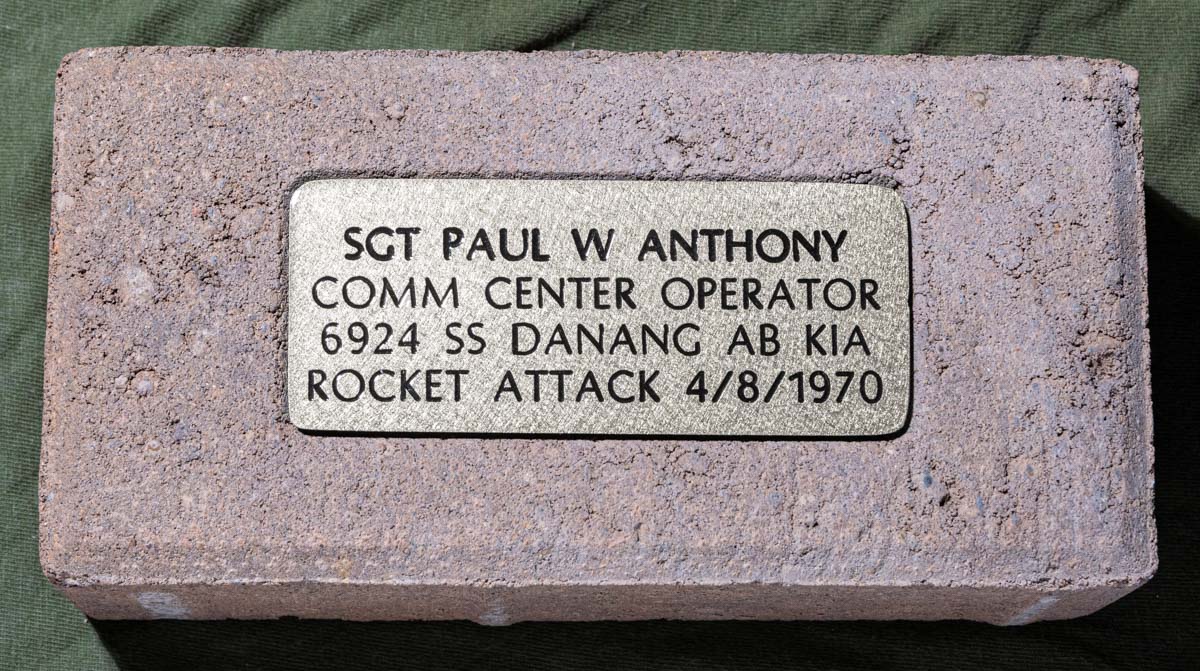 SGT PAUL W ANTHONY
COMM CENTER OPERATOR
6924 SS DANANG AB KIA
ROCKET ATTACK 4/8/1970